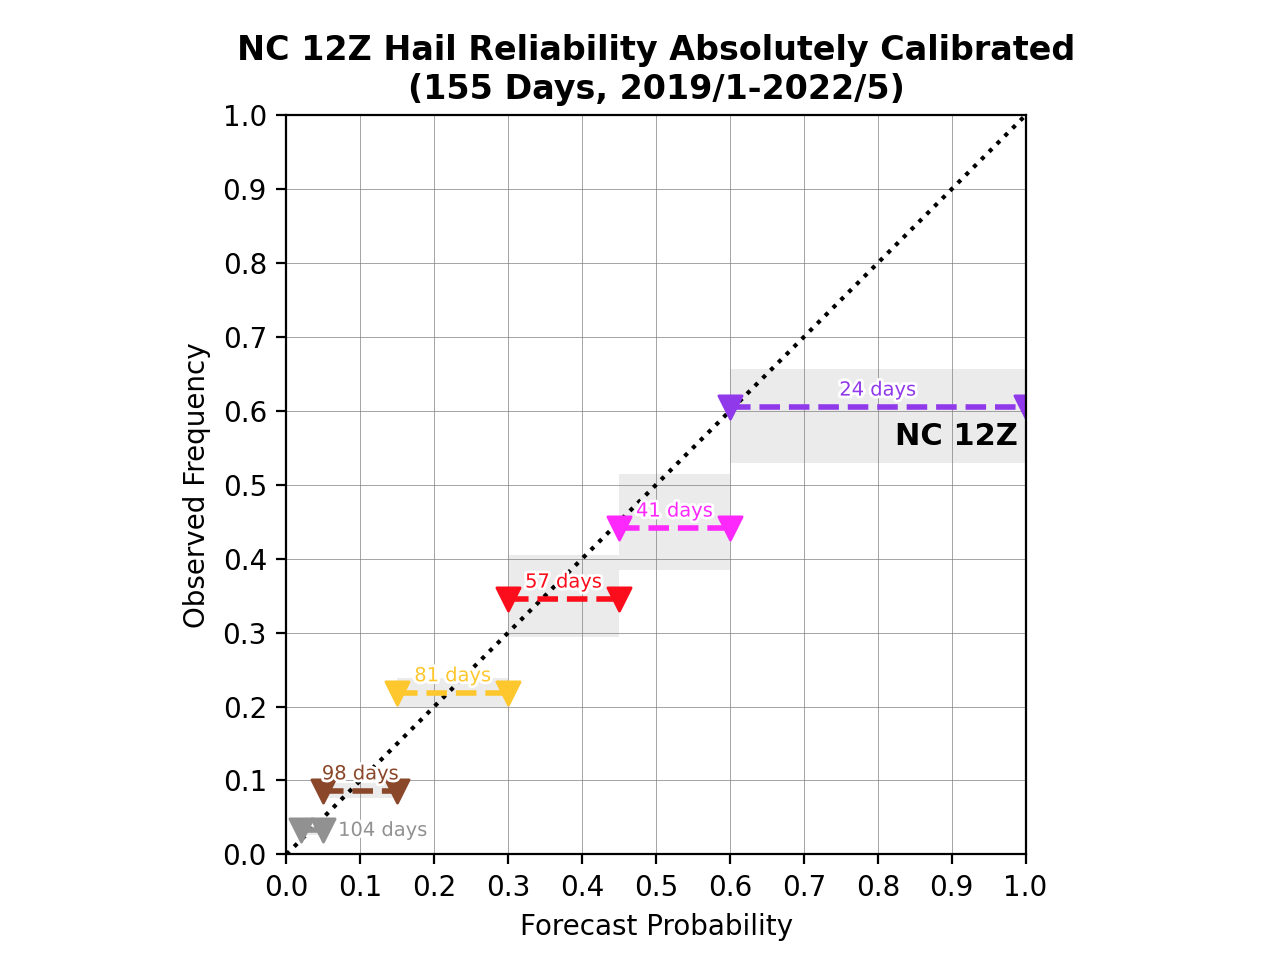 NC 12Z Hail Reliability Absolutely Calibrated
(155 Days, 2019/1-2022/5)
1.0
0.9
0.8
0.7
0.6
0.5
0.4
0.3
0.2
0.1
0.0
Observed Frequency
24 days
NC 12Z
41 days
57 days
81 days
98 days
104 days
0.0 0.1 0.2 0.3 0.4 0.5 0.6 0.7 0.8 0.9 1.0
Forecast Probability